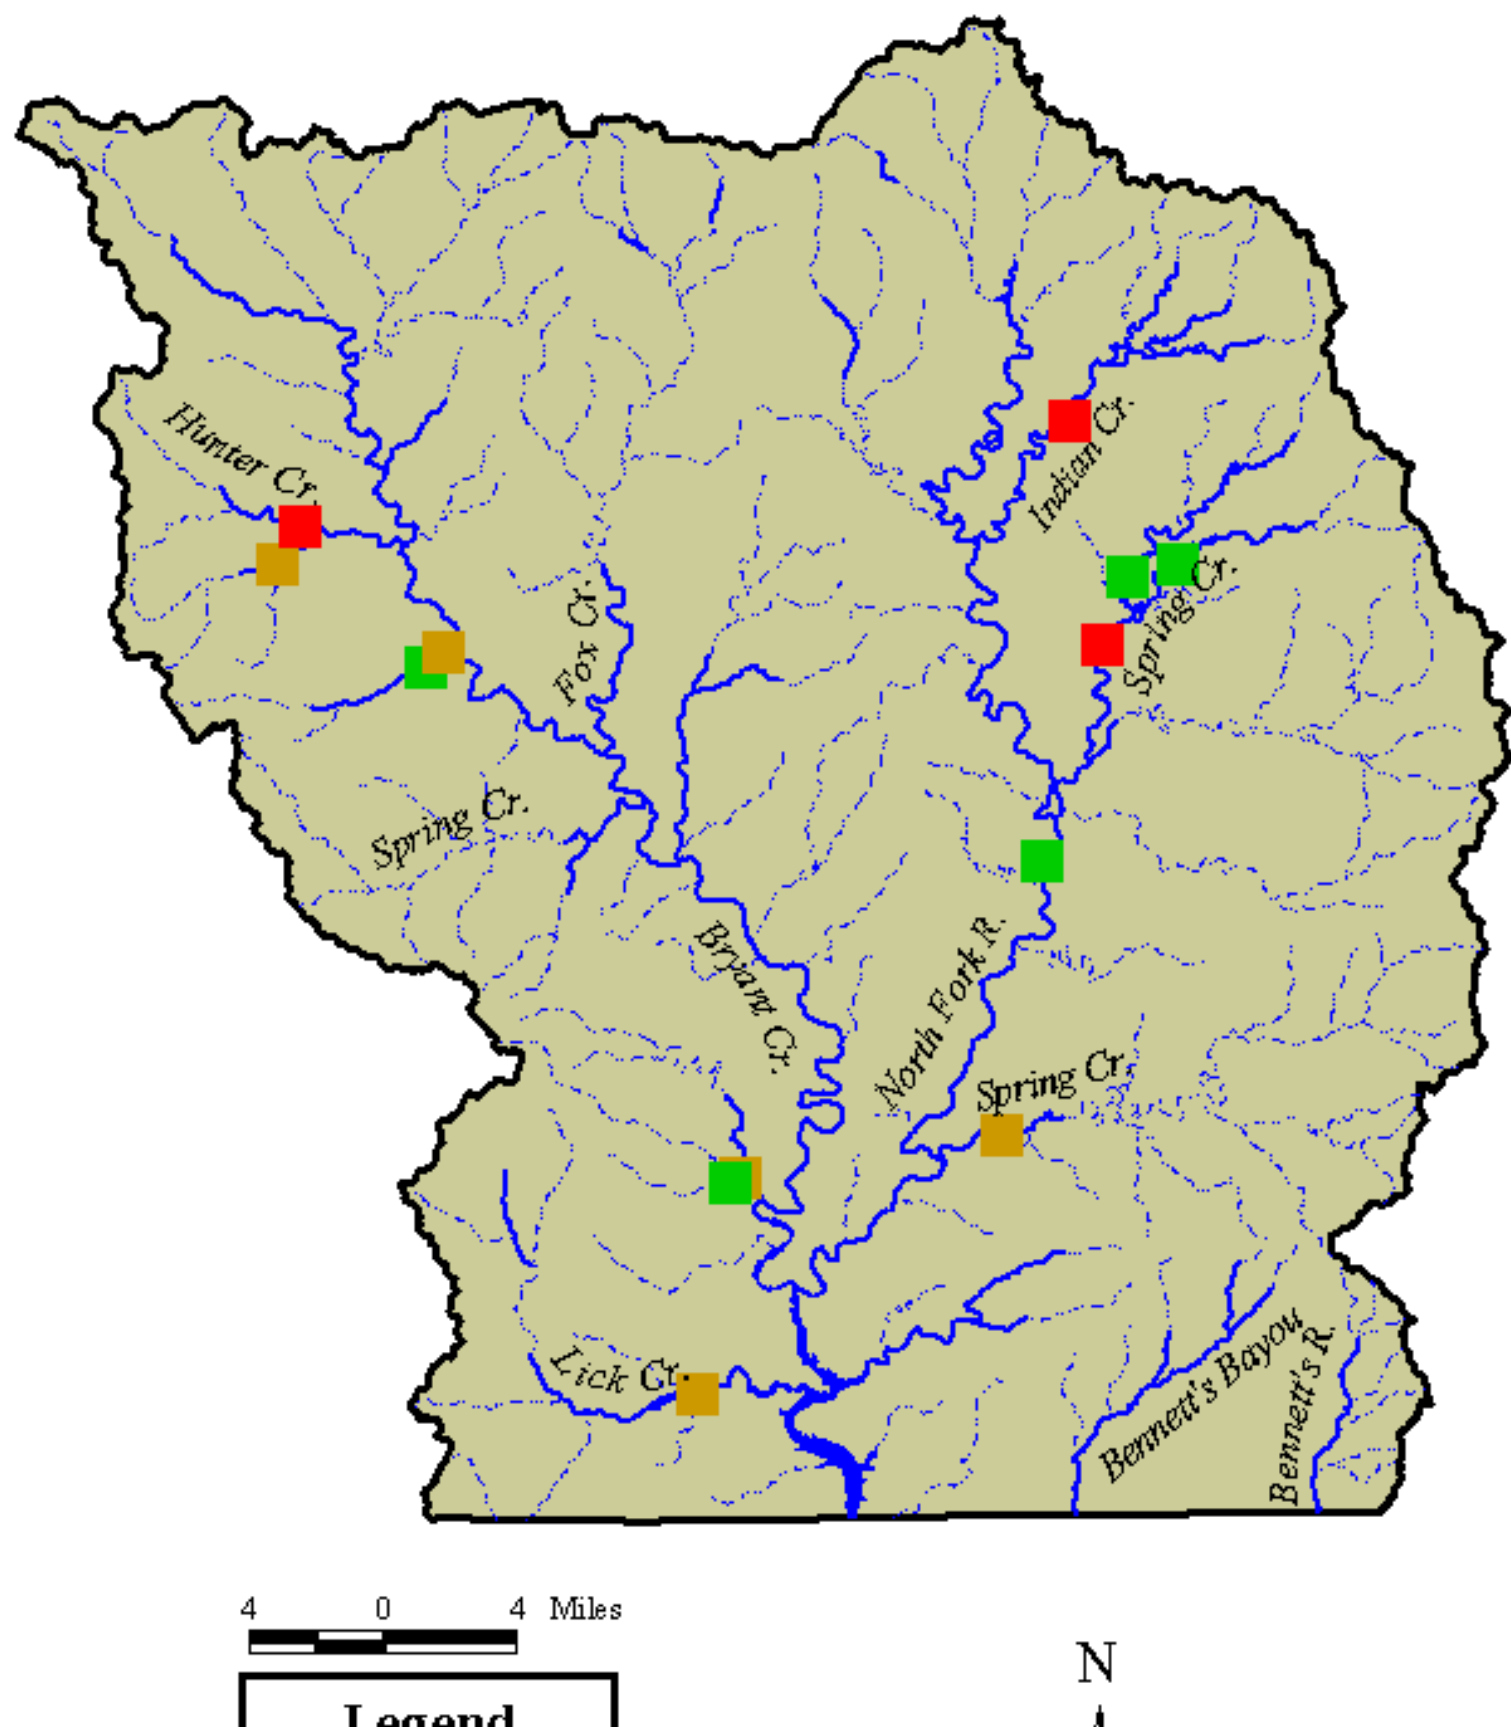 Hunter Cr.
Indian Cr.
Spring Cr.
Fox Cr.
Spring Cr.
Bryant Cr.
North Fork R.
Spring Cr.
Lick Cr.
Bennett's Bayou
Bennett's R.
4 0 4 Miles
N
Legend